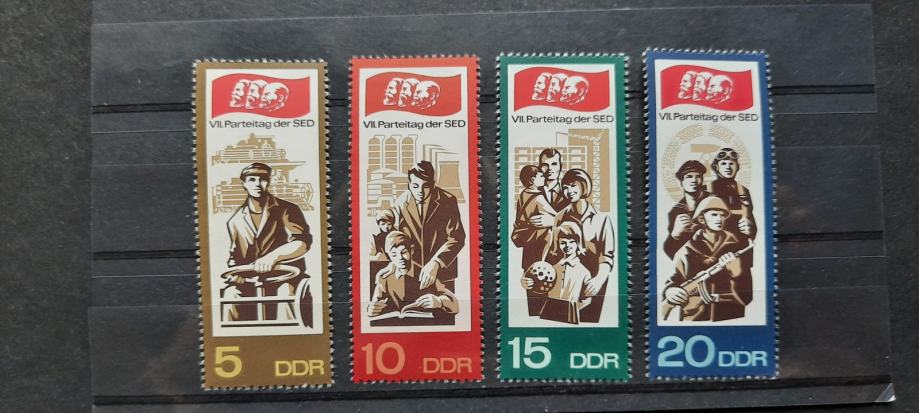 VII.Parteitag der SED
5 DDR
VII.Parteitag der SED
10 DDR
VII.Parteitag der SED
15 DDR
VII.Parteitag der SED
20 DDR